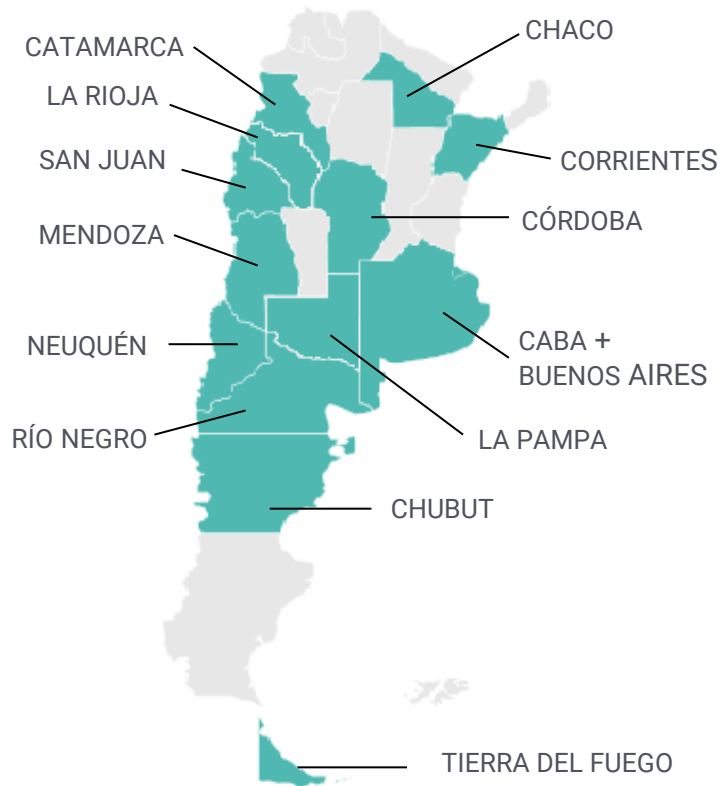 CATAMARCA
CHACO
LA RIOJA
SAN JUAN
CORRIENTES
CÓRDOBA
MENDOZA
NEUQUÉN
CABA +
BUENOS AIRES
RÍO NEGRO
LA PAMPA
CHUBUT
TIERRA DEL FUEGO